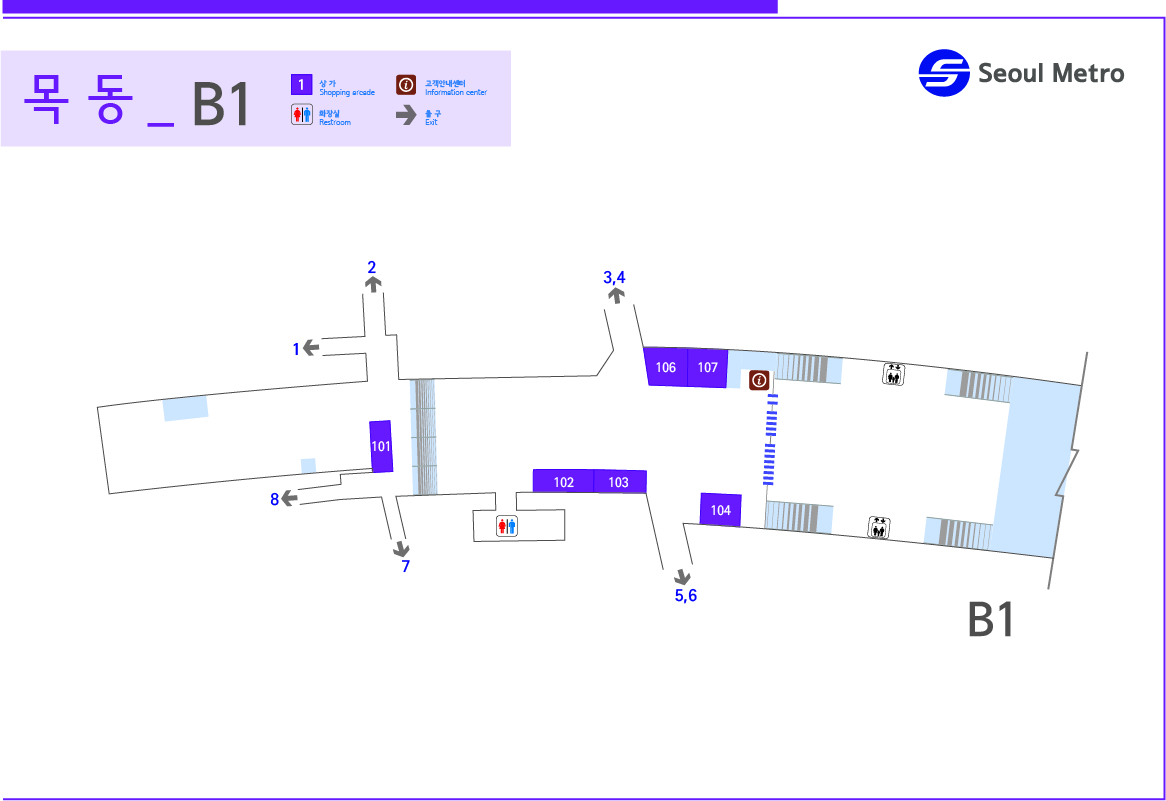 목 동 _ B1
1
상 가
Shopping arcade
고객안내센터
Information center
화장실
Restroom
출 구
Exit
Seoul Metro
2
3,4
1
106
107
101
102
103
8
104
7
5,6
B1